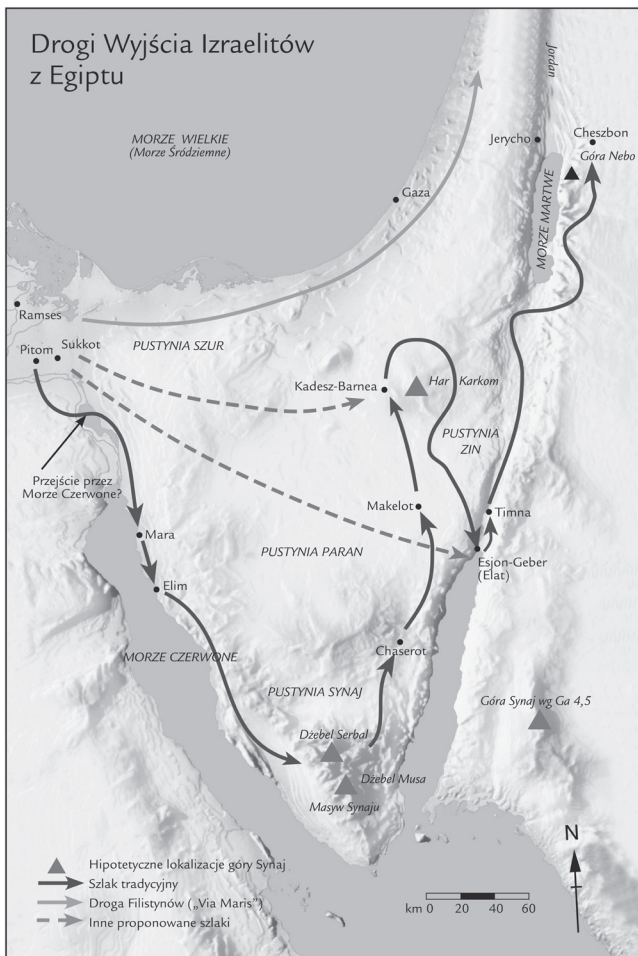 Drogi Wyjścia Izraelitów
z Egiptu
Jordan
MORZE WIELKIE
(Morze Śródziemne)
Jerycho
Cheszbon
Góra Nebo
Gaza
MORZE MARTWE
Ramses
Pitom
Sukkot
PUSTYNIA SZUR
Kadesz-Barnea
Har Karkom
PUSTYNIA
ZIN
Przejście przez
Morze Czerwone?
Makelot
Timna
Mara
PUSTYNIA PARAN
Esjon-Geber
(Elat)
Elim
Chaserot
MORZE CZERWONE
PUSTYNIA SYNAJ
Góra Synaj wg Ga 4,5
Dżebel Serbal
Dżebel Musa
Masyw Synaju
N
Hipotetyczne lokalizacje góry Synaj
Szlak tradycyjny
Droga Filistynów („Via Maris”)
Inne proponowane szlaki
km 0 20 40 60